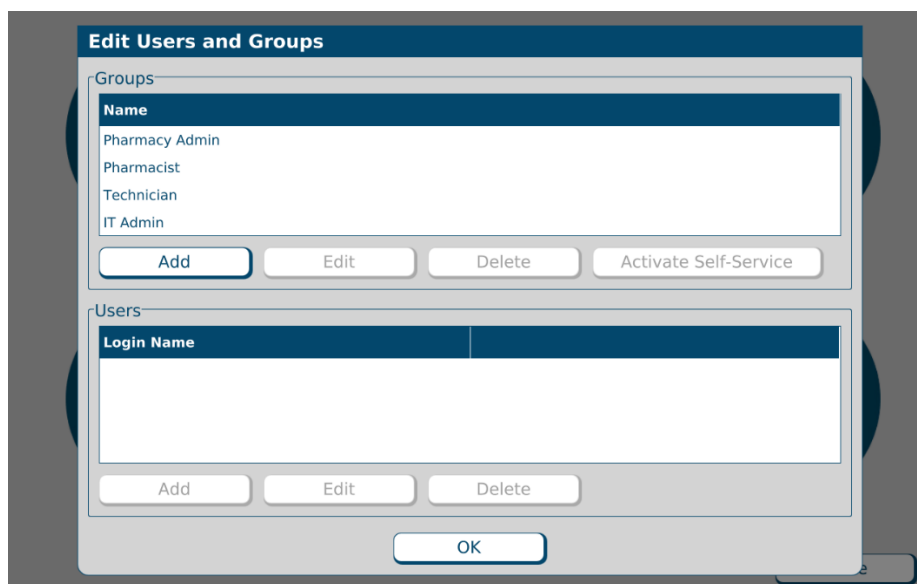 Edit Users and Groups
Groups
Name
Pharmacy Admin
Pharmacist
Technician
IT Admin
Add Edit Delete Activate Self-Service
Users
Login Name
Add Edit Delete
OK
e